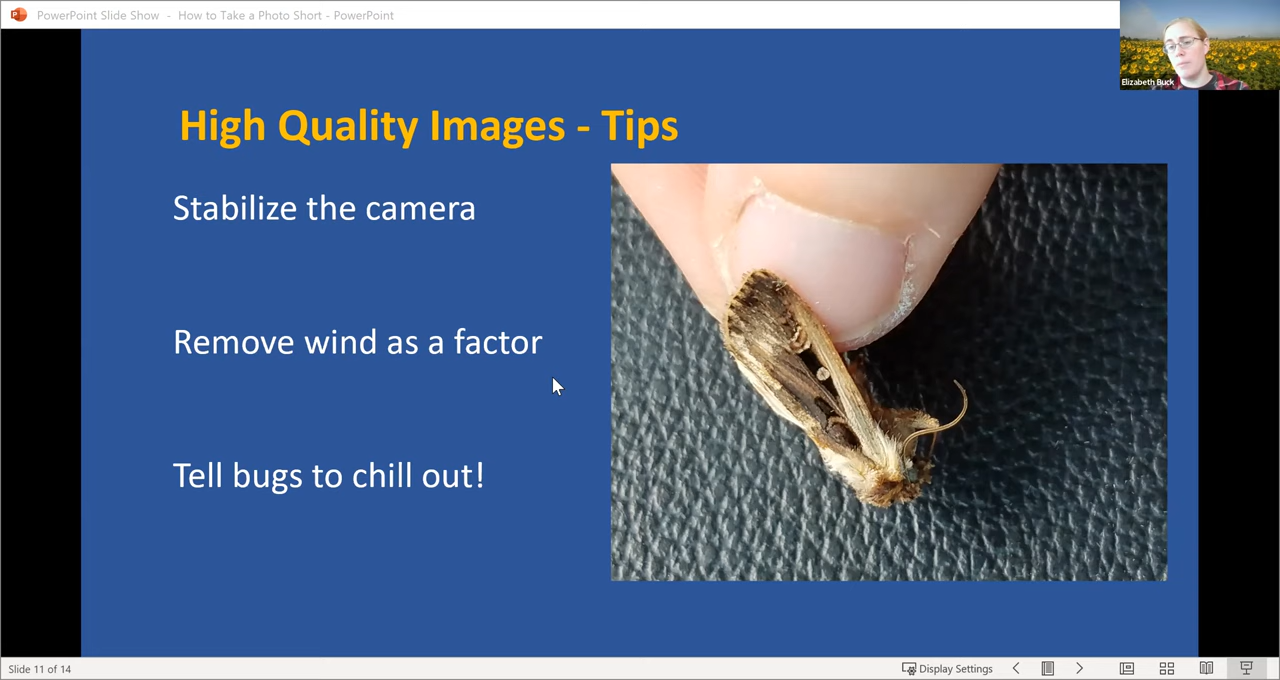 PowerPoint Slide Show - How to Take a Photo Short - PowerPoint
Elizabeth Buck
High Quality Images - Tips
Stabilize the camera
Remove wind as a factor
Tell bugs to chill out!
Slide 11 of 14
Display Settings